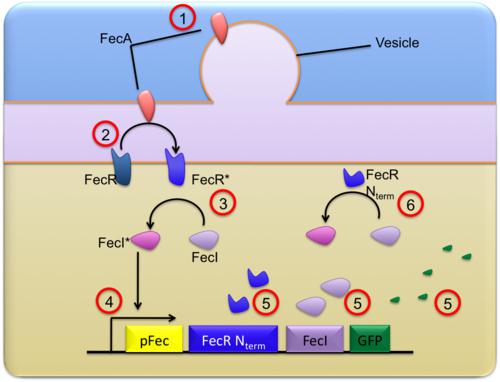 1
FecA
Vesicle
2
FecR
FecR*
FecR
Nterm
3
6
FecI*
FecI
4
5
5
5
pFec
FecR Nterm
FecI
GFP